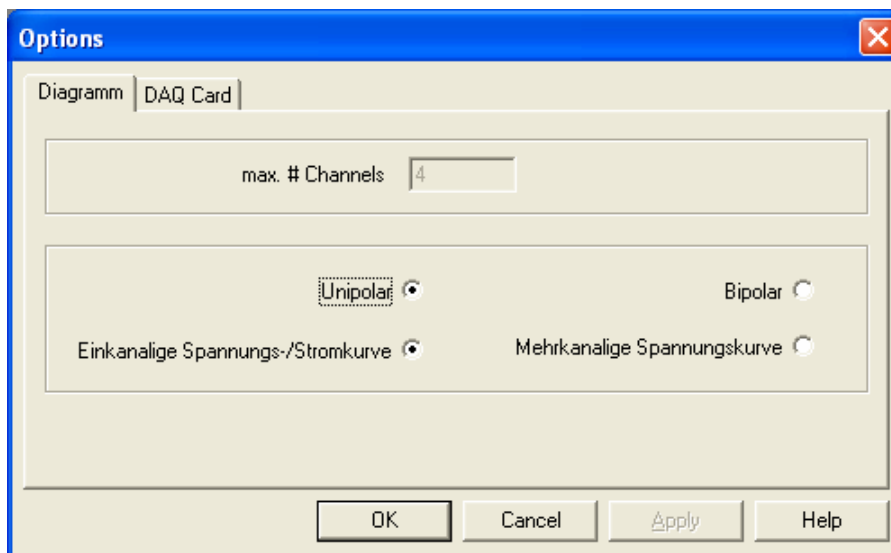 Options
Diagramm DAQ Card
max. # Channels 4
Unipolar Bipolar
Einkanalige Spannungs-/Stromkurve Mehrkanalige Spannungskurve
OK Cancel Apply Help